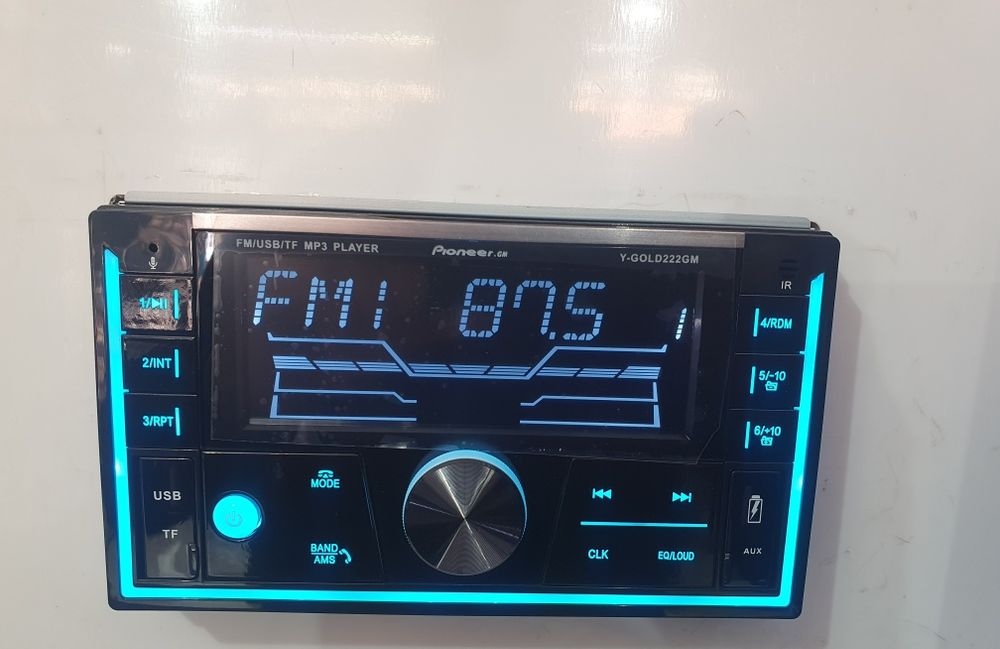 FM/USB/TF MP3 PLAYER
Pioneer.GM
Y-GOLD222GM
IR
FM1 87.5 1
1/
2/INT
3/RPT
4/RDM
5/-10
6/+10
USB
TF
MODE
BAND
AMS
CLK
EQ/LOUD
AUX